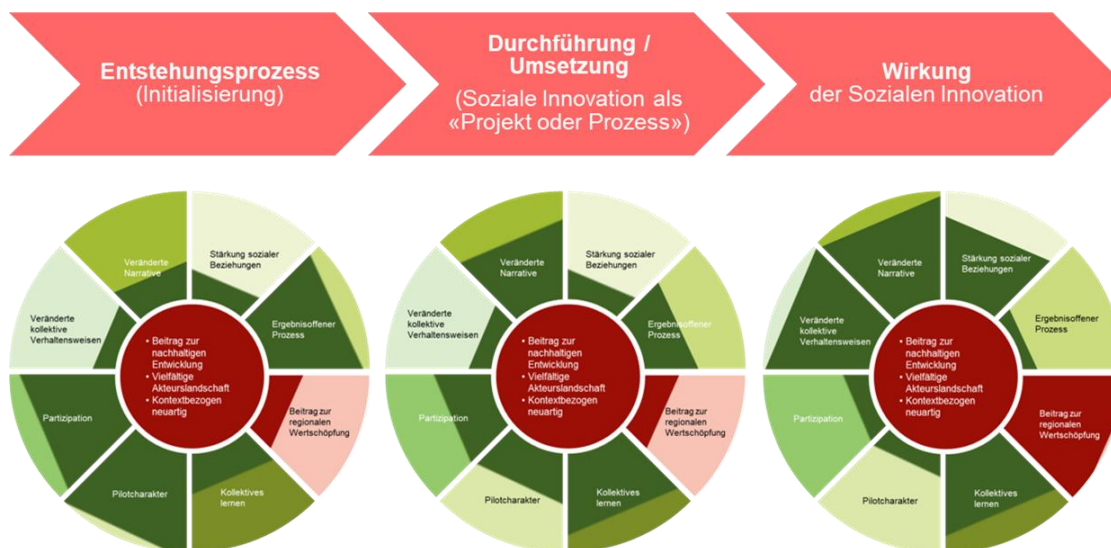 Entstehungsprozess
(Initialisierung)
Durchführung /
Umsetzung
(Soziale Innovation als
«Projekt oder Prozess»)
Wirkung
der Sozialen Innovation
Veränderte
Narrative
Stärkung sozialer
Beziehungen
Veränderte
kollektive
Verhaltensweisen
Ergebnisoffener
Prozess
• Beitrag zur
nachhaltigen
Entwicklung
• Vielfältige
Akteurslandschaft
• Kontextbezogen
neuartig
Partizipation
Beitrag zur
regionalen
Wertschöpfung
Pilotcharakter
Kollektives
lernen
Veränderte
Narrative
Stärkung sozialer
Beziehungen
Veränderte
kollektive
Verhaltensweisen
Ergebnisoffener
Prozess
• Beitrag zur
nachhaltigen
Entwicklung
• Vielfältige
Akteurslandschaft
• Kontextbezogen
neuartig
Partizipation
Beitrag zur
regionalen
Wertschöpfung
Pilotcharakter
Kollektives
lernen
Veränderte
Narrative
Stärkung sozialer
Beziehungen
Veränderte
kollektive
Verhaltensweisen
Ergebnisoffener
Prozess
• Beitrag zur
nachhaltigen
Entwicklung
• Vielfältige
Akteurslandschaft
• Kontextbezogen
neuartig
Partizipation
Beitrag zur
regionalen
Wertschöpfung
Pilotcharakter
Kollektives
lernen